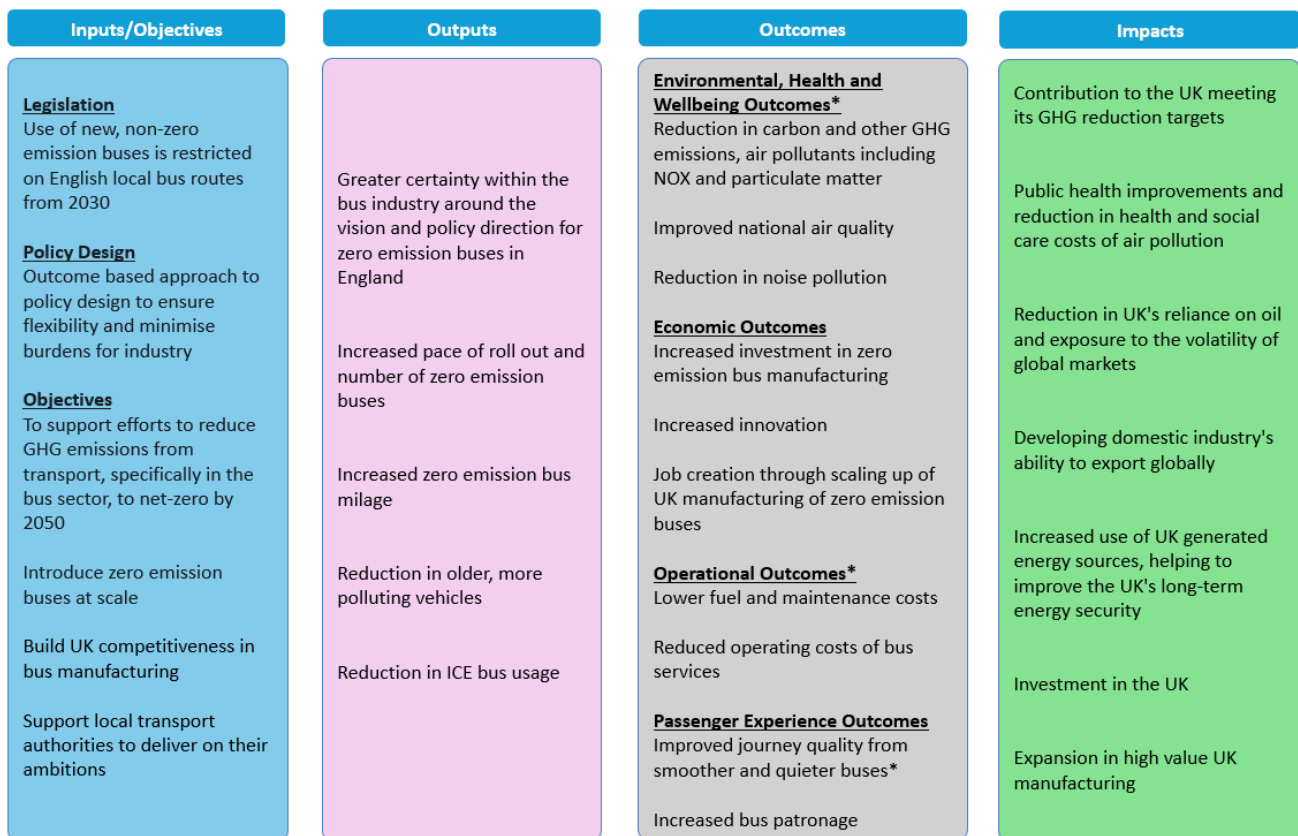 Inputs/Objectives
Legislation
Use of new, non-zero
emission buses is restricted
on English local bus routes
from 2030
Policy Design
Outcome based approach to
policy design to ensure
flexibility and minimise
burdens for industry
Objectives
To support efforts to reduce
GHG emissions from
transport, specifically in the
bus sector, to net-zero by
2050
Introduce zero emission
buses at scale
Build UK competitiveness in
bus manufacturing
Support local transport
authorities to deliver on their
ambitions
Outputs
Greater certainty within the
bus industry around the
vision and policy direction for
zero emission buses in
England
Increased pace of roll out and
number of zero emission
buses
Increased zero emission bus
milage
Reduction in older, more
polluting vehicles
Reduction in ICE bus usage
Outcomes
Environmental, Health and
Wellbeing Outcomes*
Reduction in carbon and other GHG
emissions, air pollutants including
NOX and particulate matter
Improved national air quality
Reduction in noise pollution
Economic Outcomes
Increased investment in zero
emission bus manufacturing
Increased innovation
Job creation through scaling up of
UK manufacturing of zero emission
buses
Operational Outcomes*
Lower fuel and maintenance costs
Reduced operating costs of bus
services
Passenger Experience Outcomes
Improved journey quality from
smoother and quieter buses*
Increased bus patronage
Impacts
Contribution to the UK meeting
its GHG reduction targets
Public health improvements and
reduction in health and social
care costs of air pollution
Reduction in UK's reliance on oil
and exposure to the volatility of
global markets
Developing domestic industry's
ability to export globally
Increased use of UK generated
energy sources, helping to
improve the UK's long-term
energy security
Investment in the UK
Expansion in high value UK
manufacturing